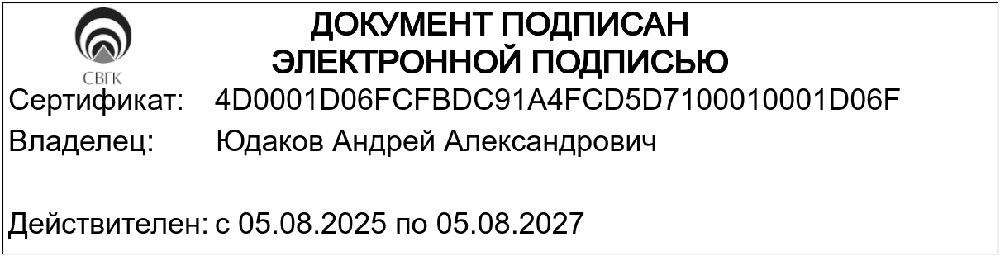 ДОКУМЕНТ ПОДПИСАН
ЭЛЕКТРОННОЙ ПОДПИСЬЮ
СВГК
Сертификат: 4D0001D06FCFBDC91A4FCD5D7100010001D06F
Владелец: Юдаков Андрей Александрович
Действителен: с 05.08.2025 по 05.08.2027